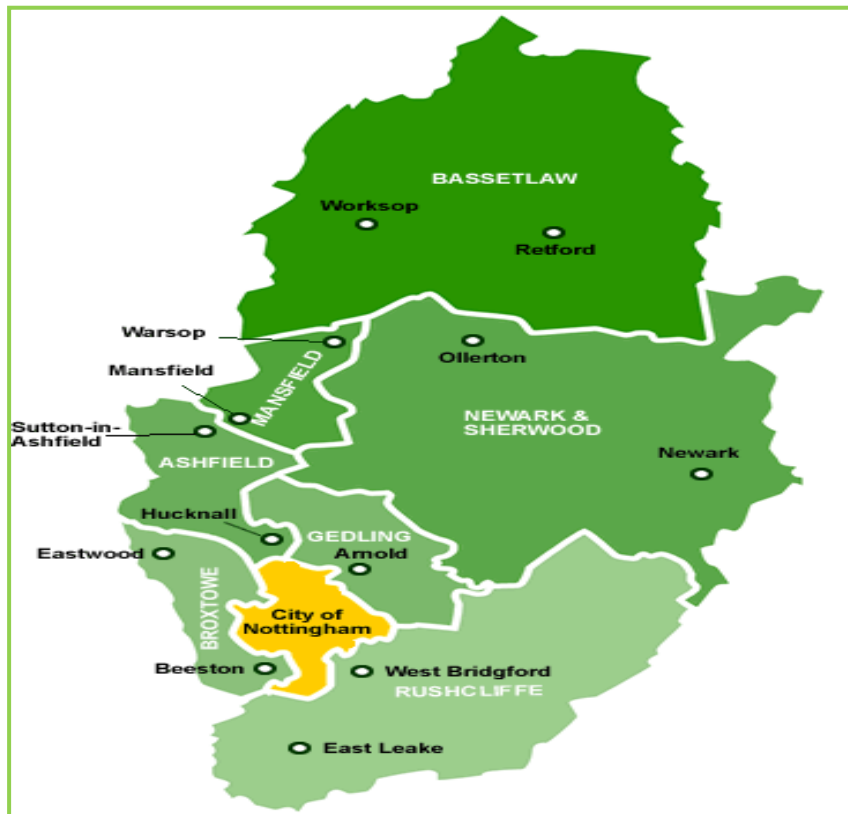 BASSETLAW
Worksop
Retford
Warsop
Ollerton
Mansfield
MANSFIELD
Sutton-in-
Ashfield
NEWARK &
SHERWOOD
ASHFIELD
Newark
Hucknall
GEDLING
Eastwood
Arnold
BROXTOWE
City of
Nottingham
Beeston
West Bridgford
RUSHCLIFFE
East Leake